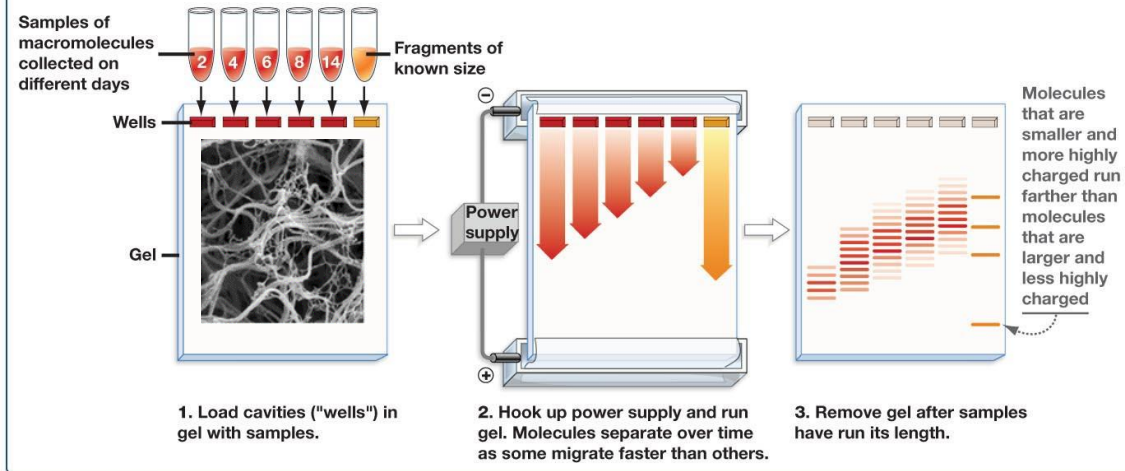 Samples of
macromolecules
collected on
different days
2 4 6 8 14
Fragments of
known size
Wells
Gel
Power
supply
−
+
Molecules
that are
smaller and
more highly
charged run
farther than
molecules
that are
larger and
less highly
charged
1. Load cavities ("wells") in
gel with samples.
2. Hook up power supply and run
gel. Molecules separate over time
as some migrate faster than others.
3. Remove gel after samples
have run its length.